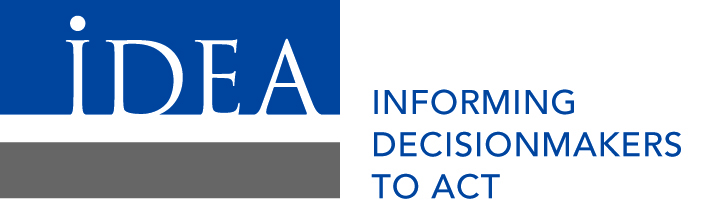 iDEA
INFORMING
DECISIONMAKERS
TO ACT